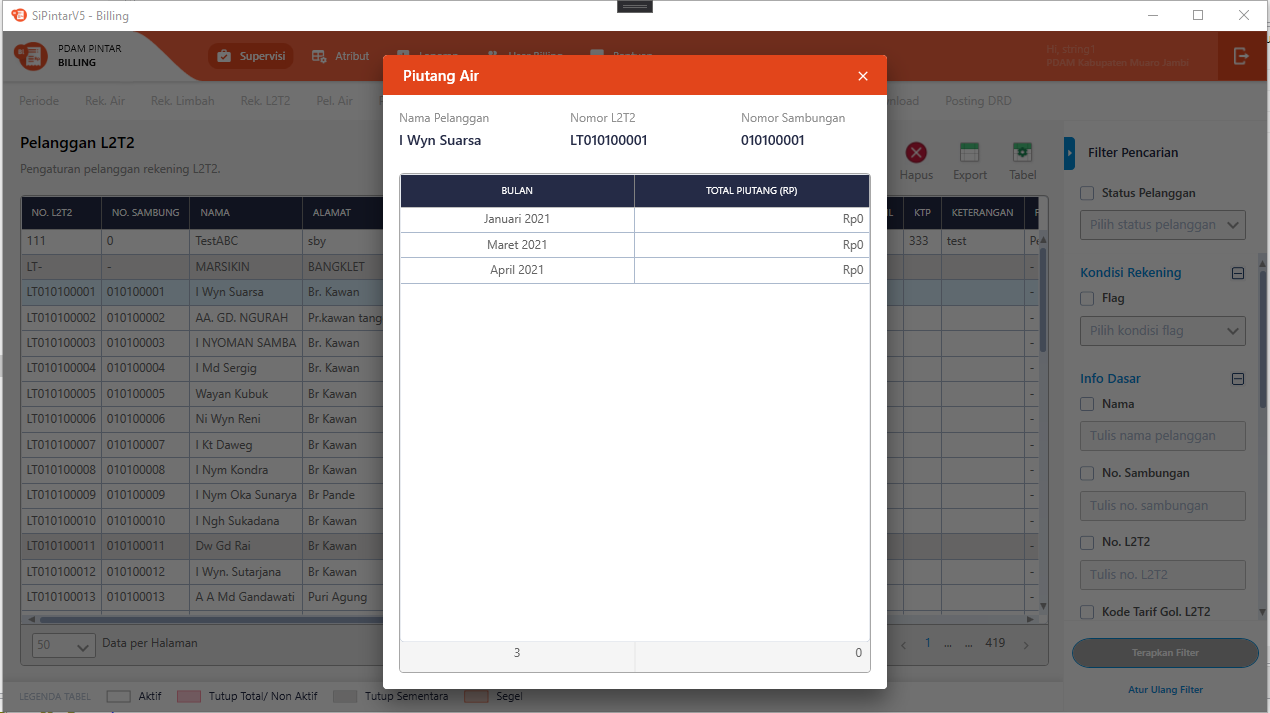 SiPintarV5 - Billing
PDAM PINTAR
BILLING
Supervisi
Atribut
Hi, string1
Periode
Rek. Air
Rek. Limbah
Rek. L2T2
Pel. Air
Posting DRD
Piutang Air
Nama Pelanggan
Nomor L2T2
Nomor Sambungan
I Wyn Suarsa
LT010100001
010100001
BULAN TOTAL PIUTANG (RP)
Januari 2021 Rp0
Maret 2021 Rp0
April 2021 Rp0
3 0
Pelanggan L2T2
Pengaturan pelanggan rekening L2T2.
Hapus
Export
Tabel
NO. L2T2 NO. SAMBUNG NAMA ALAMAT KTP KETERANGAN
111 0 TestABC sby 333 test
LT- - MARSIKIN BANGKLET -
LT010100001 010100001 I Wyn Suarsa Br. Kawan -
LT010100002 010100002 AA. GD. NGURAH Pr.kawan tang -
LT010100003 010100003 I NYOMAN SAMBA Br. Kawan -
LT010100004 010100004 I Md Sergig Br. Kawan -
LT010100005 010100005 Wayan Kubuk Br Kawan -
LT010100006 010100006 Ni Wyn Reni Br Kawan -
LT010100007 010100007 I Kt Daweg Br Kawan -
LT010100008 010100008 I Nym Kondra Br Kawan -
LT010100009 010100009 I Nym Oka Sunarya Br Pande -
LT010100010 010100010 I Ngh Sukadana Br Kawan -
LT010100011 010100011 Dw Gd Rai Br Kawan -
LT010100012 010100012 I Wyn. Sutarjana Br Kawan -
LT010100013 010100013 A A Md Gandawati Puri Agung -
50 Data per Halaman
1 ... ... 419
LEGENDA TABEL Aktif Tutup Total/ Non Aktif Tutup Sementara Segel
Filter Pencarian
Status Pelanggan
Pilih status pelanggan
Kondisi Rekening
Flag
Pilih kondisi flag
Info Dasar
Nama
Tulis nama pelanggan
No. Sambungan
Tulis no. sambungan
No. L2T2
Tulis no. L2T2
Kode Tarif Gol. L2T2
Terapkan Filter
Atur Ulang Filter